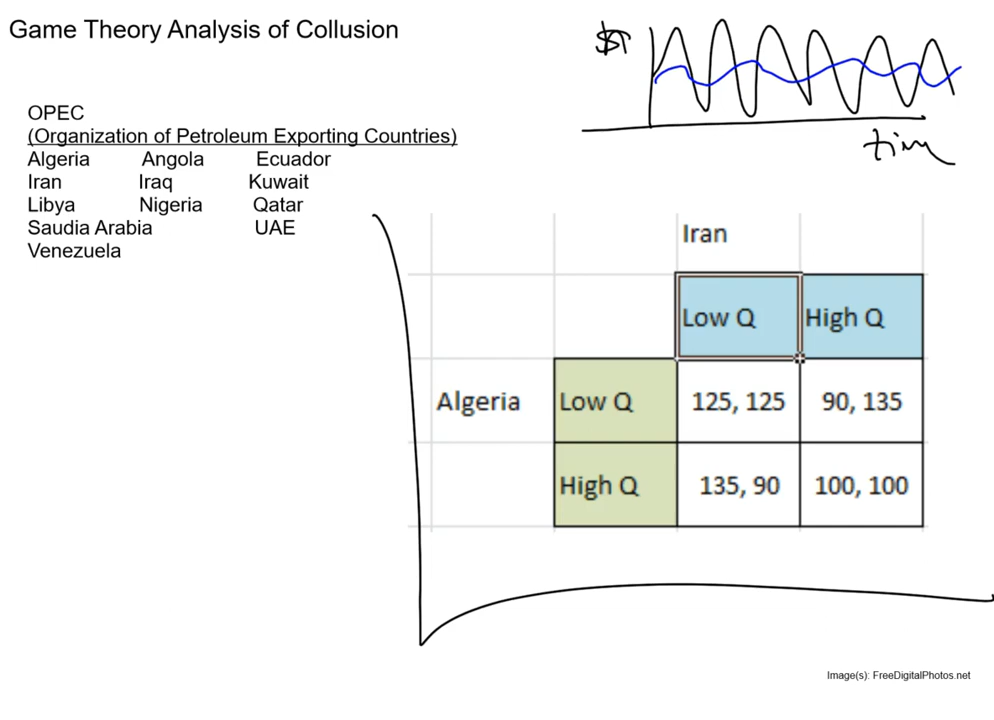 Game Theory Analysis of Collusion
OPEC
(Organization of Petroleum Exporting Countries)
Algeria Angola Ecuador
Iran Iraq Kuwait
Libya Nigeria Qatar
Saudia Arabia UAE
Venezuela
Iran
Low Q High Q
Algeria Low Q 125, 125 90, 135
High Q 135, 90 100, 100
Image(s): FreeDigitalPhotos.net